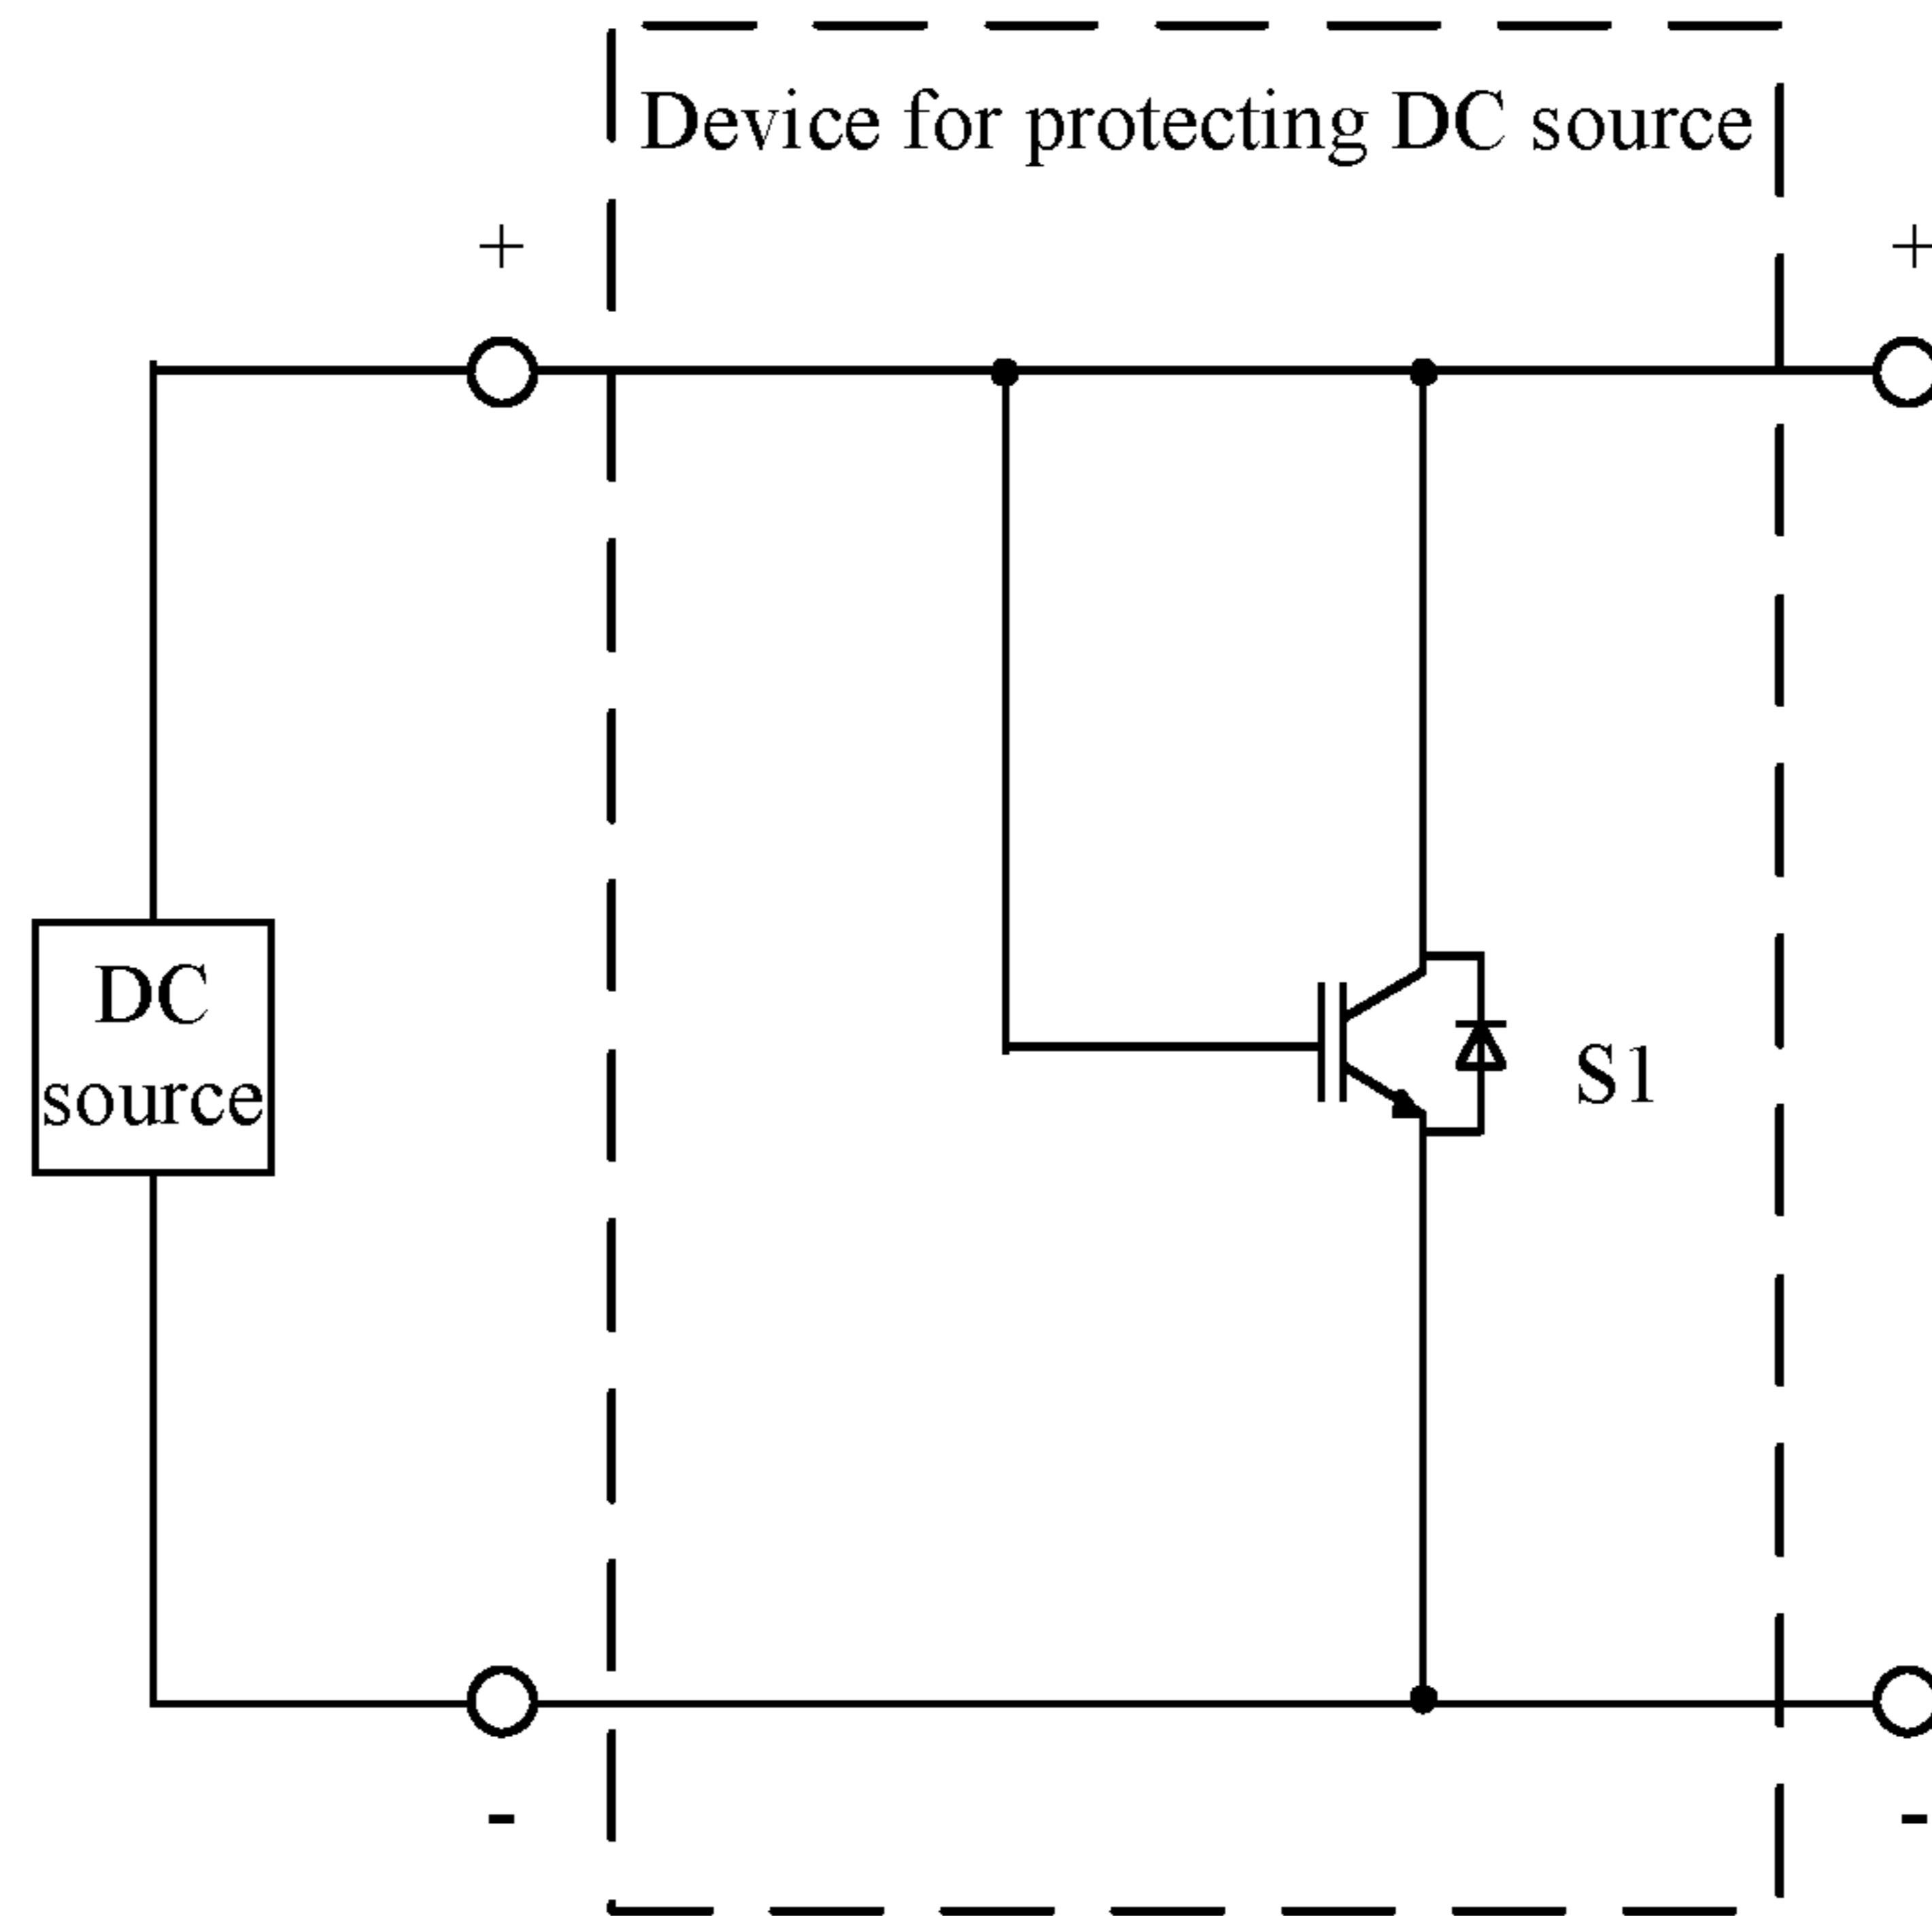 Device for protecting DC source
+
+
DC
source
S1
-
-